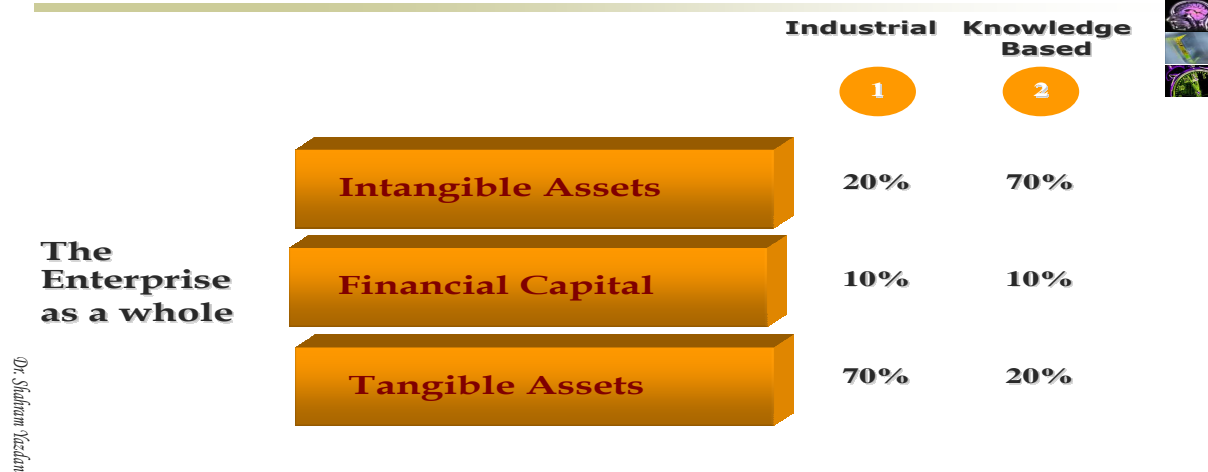 Industrial Knowledge
Based
1 2
Intangible Assets 20% 70%
The
Enterprise
as a whole
Financial Capital 10% 10%
Tangible Assets 70% 20%
Dr. Shahram Yazdan